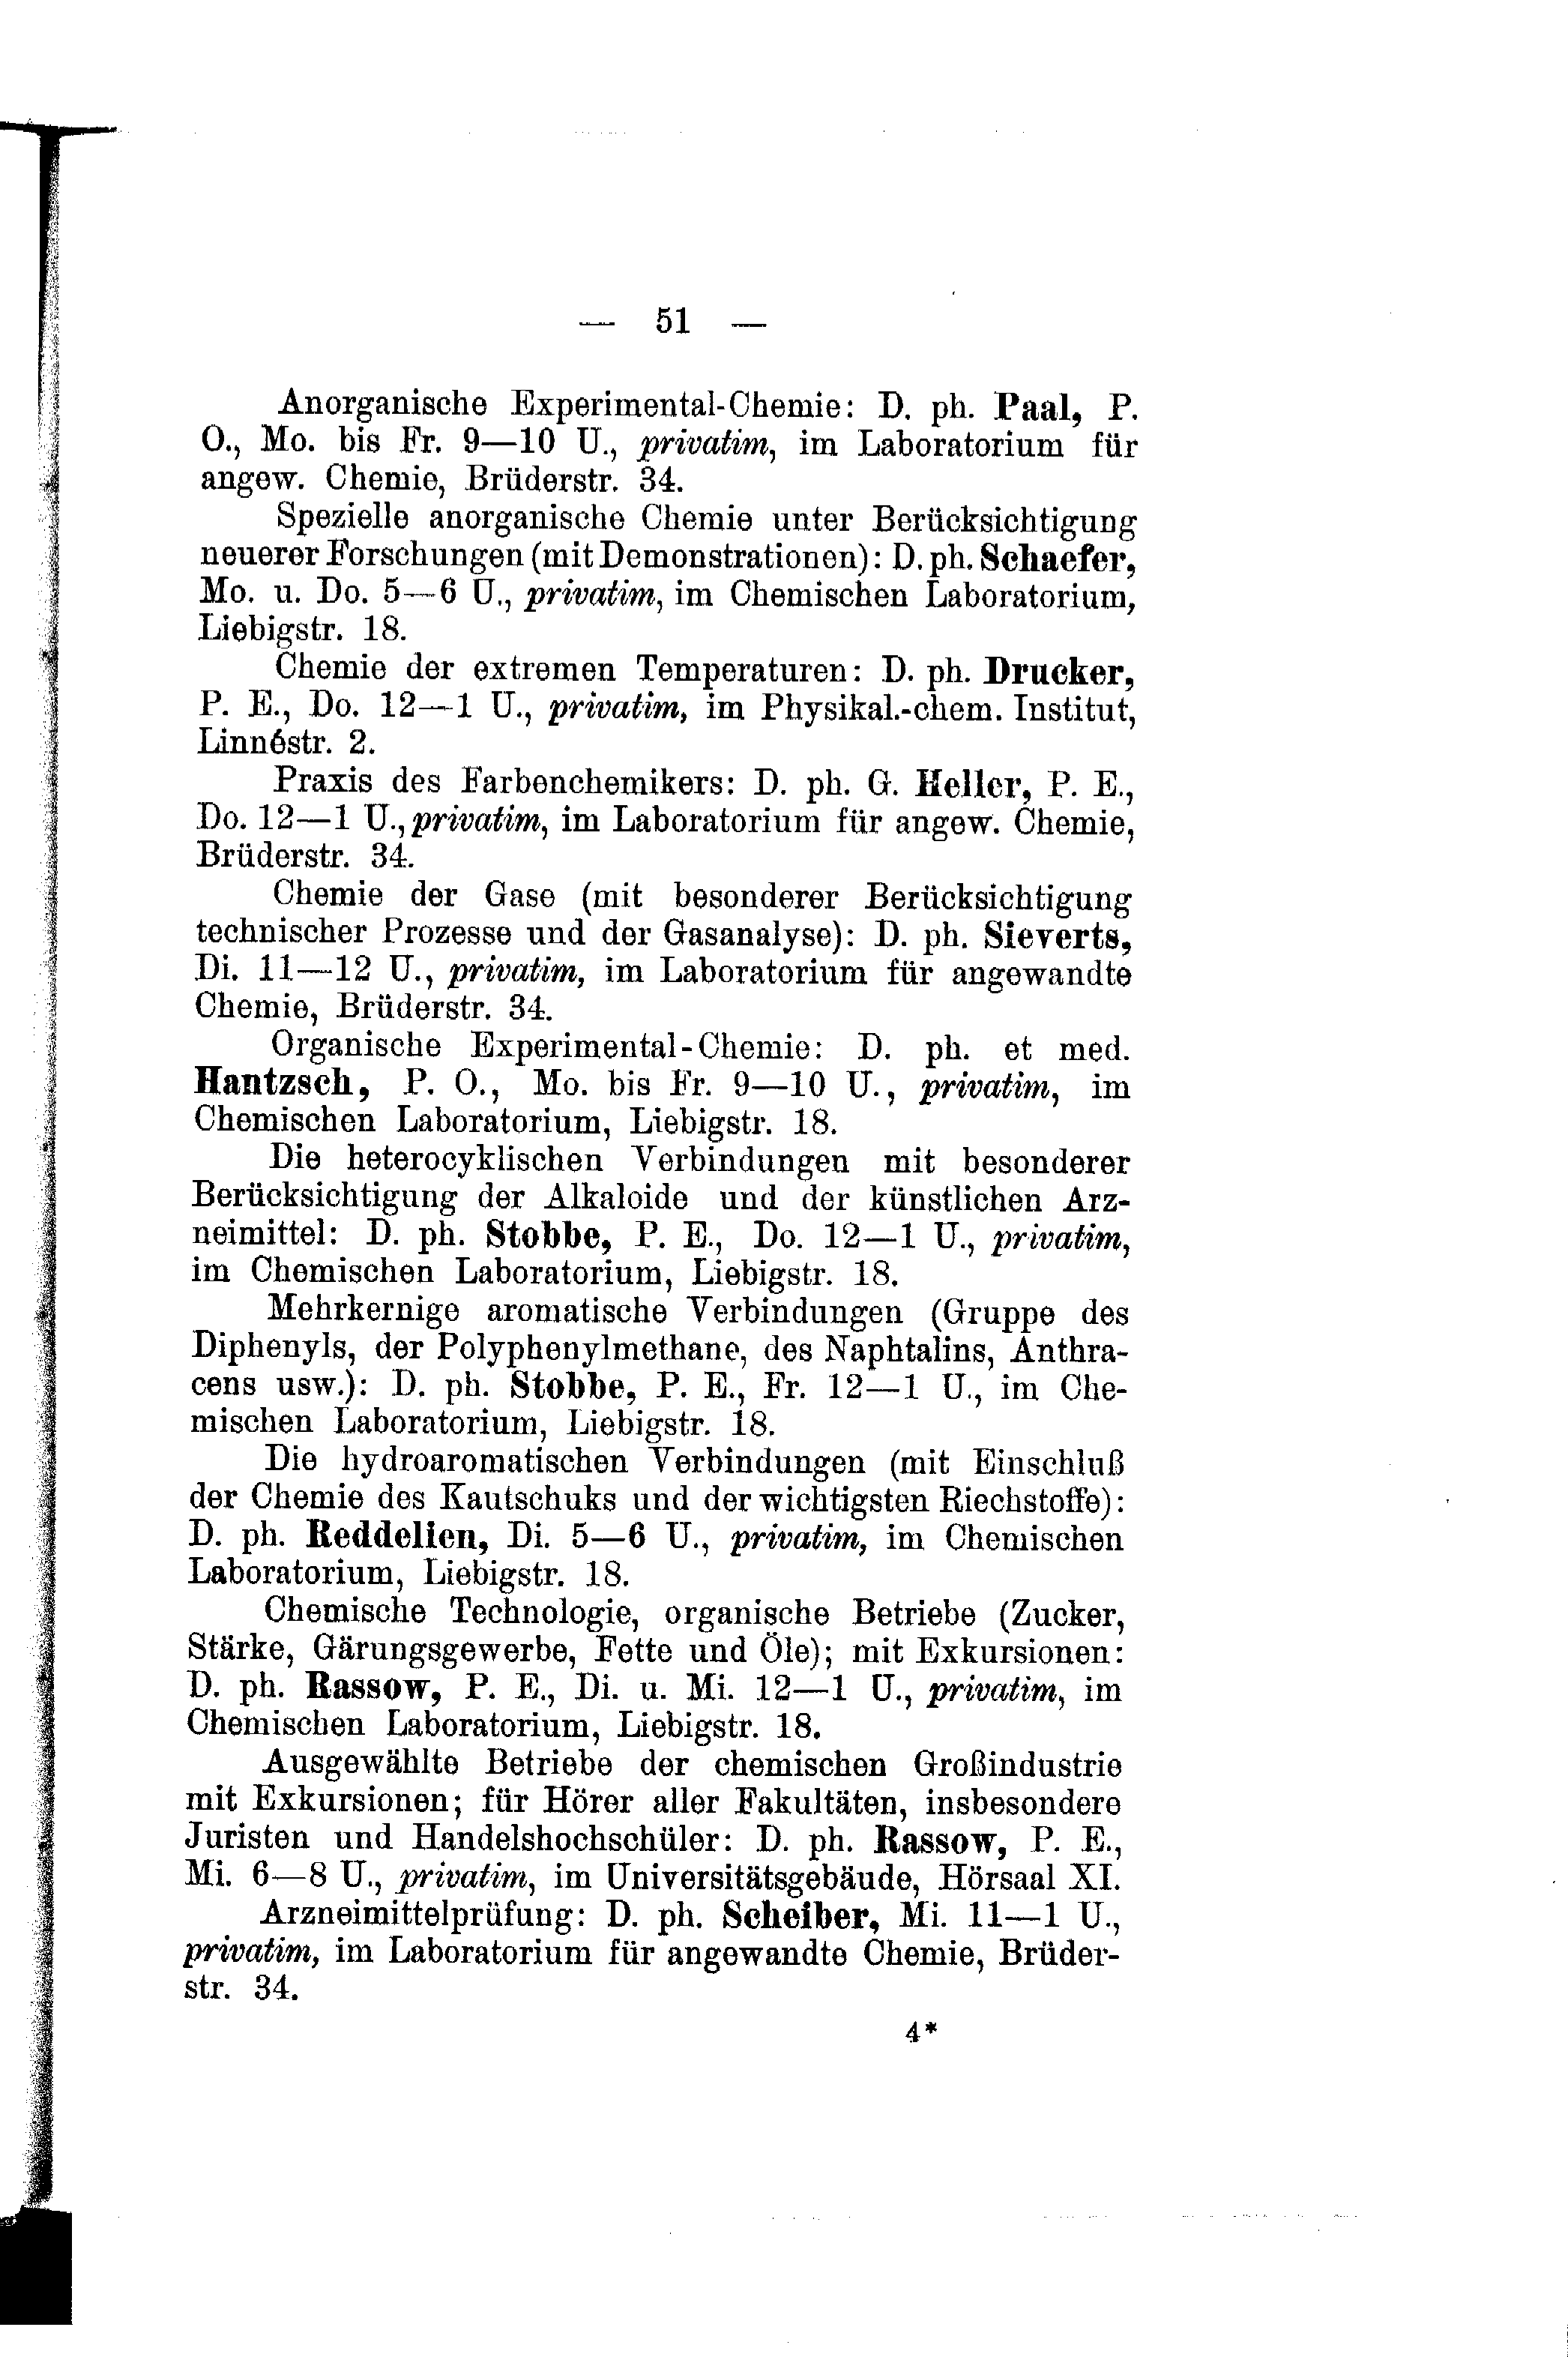 — 51 —
Anorganische Experimental-Chemie: D. ph. Paal, P.
O., Mo. bis Fr. 9—10 U., privatim, im Laboratorium für
angew. Chemie, Brüderstr. 34.
Spezielle anorganische Chemie unter Berücksichtigung
neuerer Forschungen (mit Demonstrationen): D. ph. Schaefer,
Mo. u. Do. 5—6 U., privatim, im Chemischen Laboratorium,
Liebigstr. 18.
Chemie der extremen Temperaturen: D. ph. Drucker,
P. E., Do. 12—1 U., privatim, im Physikal.-chem. Institut,
Linnéstr. 2.
Praxis des Farbenchemikers: D. ph. G. Heller, P. E.,
Do. 12—1 U., privatim, im Laboratorium für angew. Chemie,
Brüderstr. 34.
Chemie der Gase (mit besonderer Berücksichtigung
technischer Prozesse und der Gasanalyse): D. ph. Sieverts,
Di. 11—12 U., privatim, im Laboratorium für angewandte
Chemie, Brüderstr. 34.
Organische Experimental-Chemie: D. ph. et med.
Hantzsch, P. O., Mo. bis Fr. 9—10 U., privatim, im
Chemischen Laboratorium, Liebigstr. 18.
Die heterocyklischen Verbindungen mit besonderer
Berücksichtigung der Alkaloide und der künstlichen Arz-
neimittel: D. ph. Stobbe, P. E., Do. 12—1 U., privatim,
im Chemischen Laboratorium, Liebigstr. 18.
Mehrkernige aromatische Verbindungen (Gruppe des
Diphenyls, der Polyphenylmethane, des Naphtalins, Anthra-
cens usw.): D. ph. Stobbe, P. E., Fr. 12—1 U., im Che-
mischen Laboratorium, Liebigstr. 18.
Die hydroaromatischen Verbindungen (mit Einschluß
der Chemie des Kautschuks und der wichtigsten Riechstoffe):
D. ph. Reddelien, Di. 5—6 U., privatim, im Chemischen
Laboratorium, Liebigstr. 18.
Chemische Technologie, organische Betriebe (Zucker,
Stärke, Gärungsgewerbe, Fette und Öle); mit Exkursionen:
D. ph. Rassow, P. E., Di. u. Mi. 12—1 U., privatim, im
Chemischen Laboratorium, Liebigstr. 18.
Ausgewählte Betriebe der chemischen Großindustrie
mit Exkursionen; für Hörer aller Fakultäten, insbesondere
Juristen und Handelshochschüler: D. ph. Rassow, P. E.,
Mi. 6—8 U., privatim, im Universitätsgebäude, Hörsaal XI.
Arzneimittelprüfung: D. ph. Scheiber, Mi. 11—1 U.,
privatim, im Laboratorium für angewandte Chemie, Brüder-
str. 34.
4*